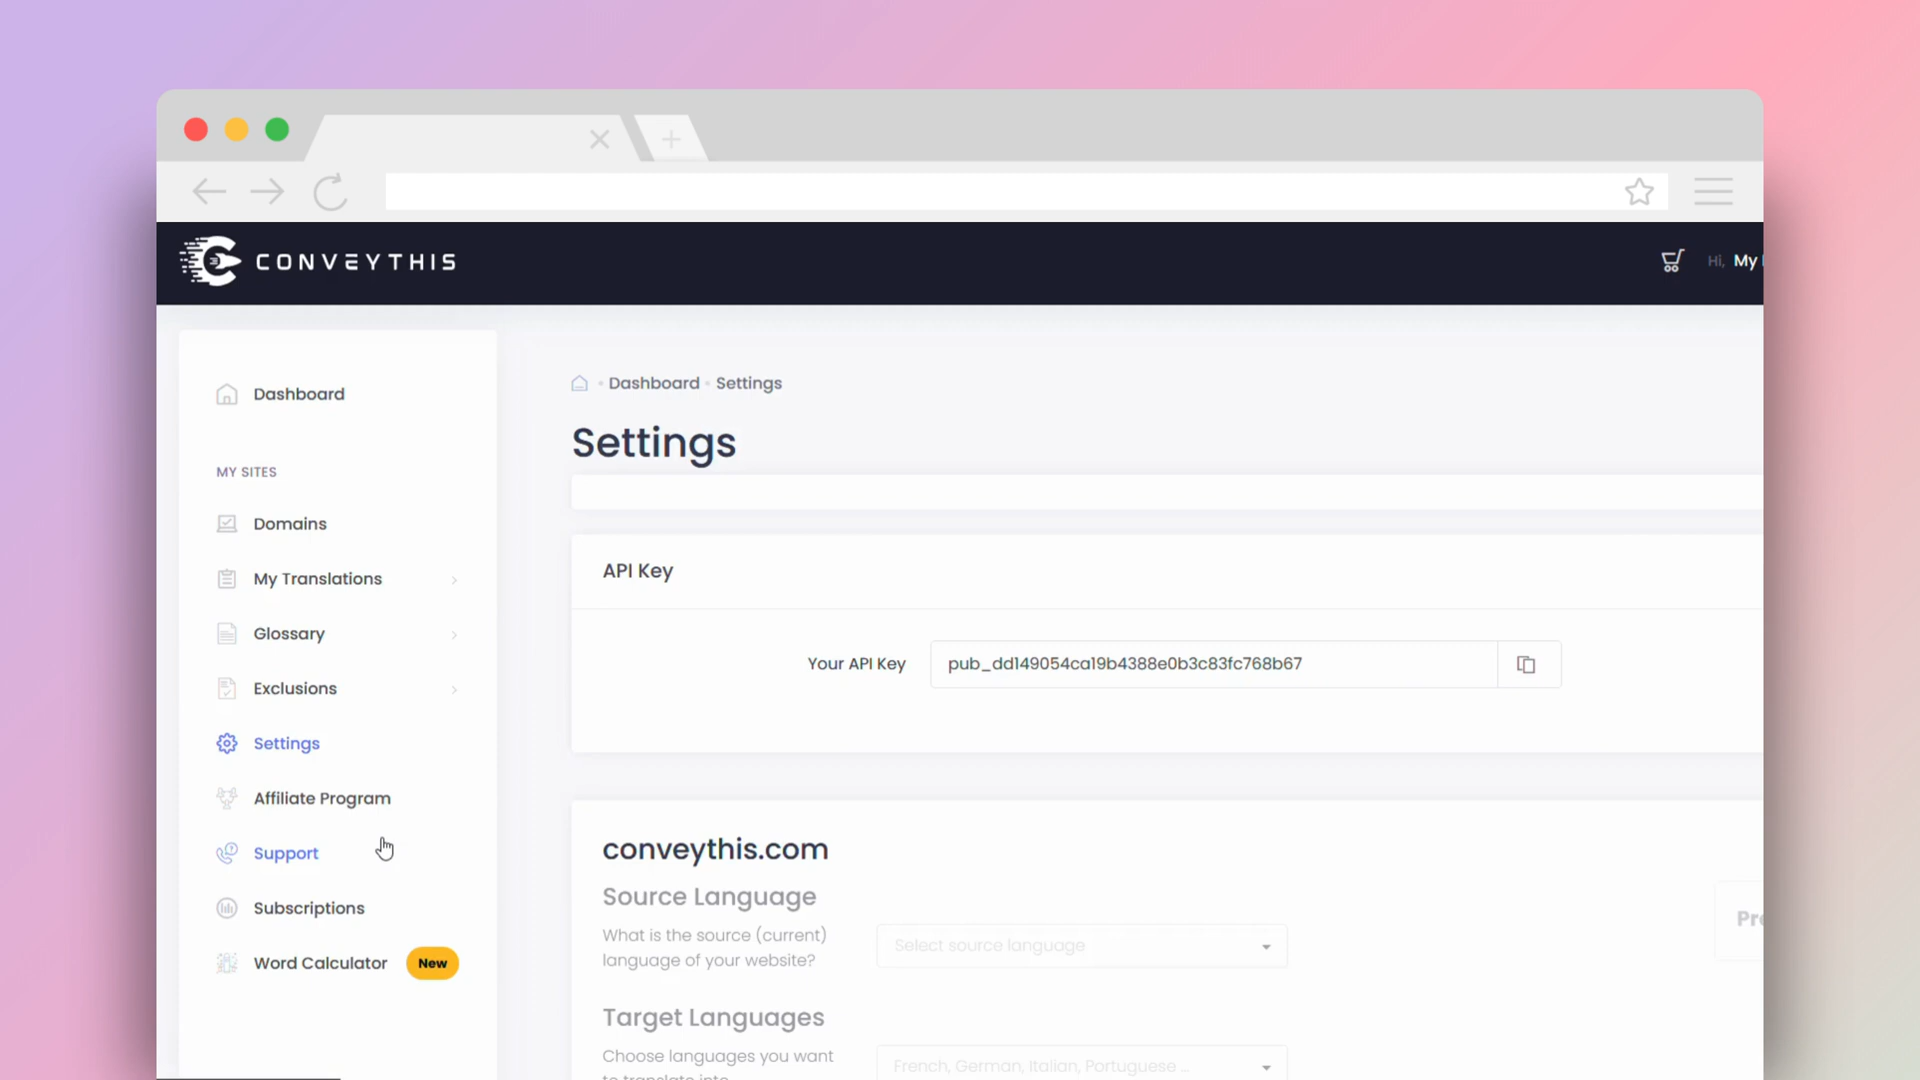 CONVEYTHIS
Hi, My
Dashboard
MY SITES
Domains
My Translations
Glossary
Exclusions
Settings
Affiliate Program
Support
Subscriptions
Word Calculator New
Dashboard Settings
Settings
API Key
Your API Key pub_dd149054ca19b4388e0b3c83fc768b67
conveythis.com
Source Language
What is the source (current)
language of your website?
Select source language
Pr
Target Languages
Choose languages you want
French, German, Italian, Portuguese ...